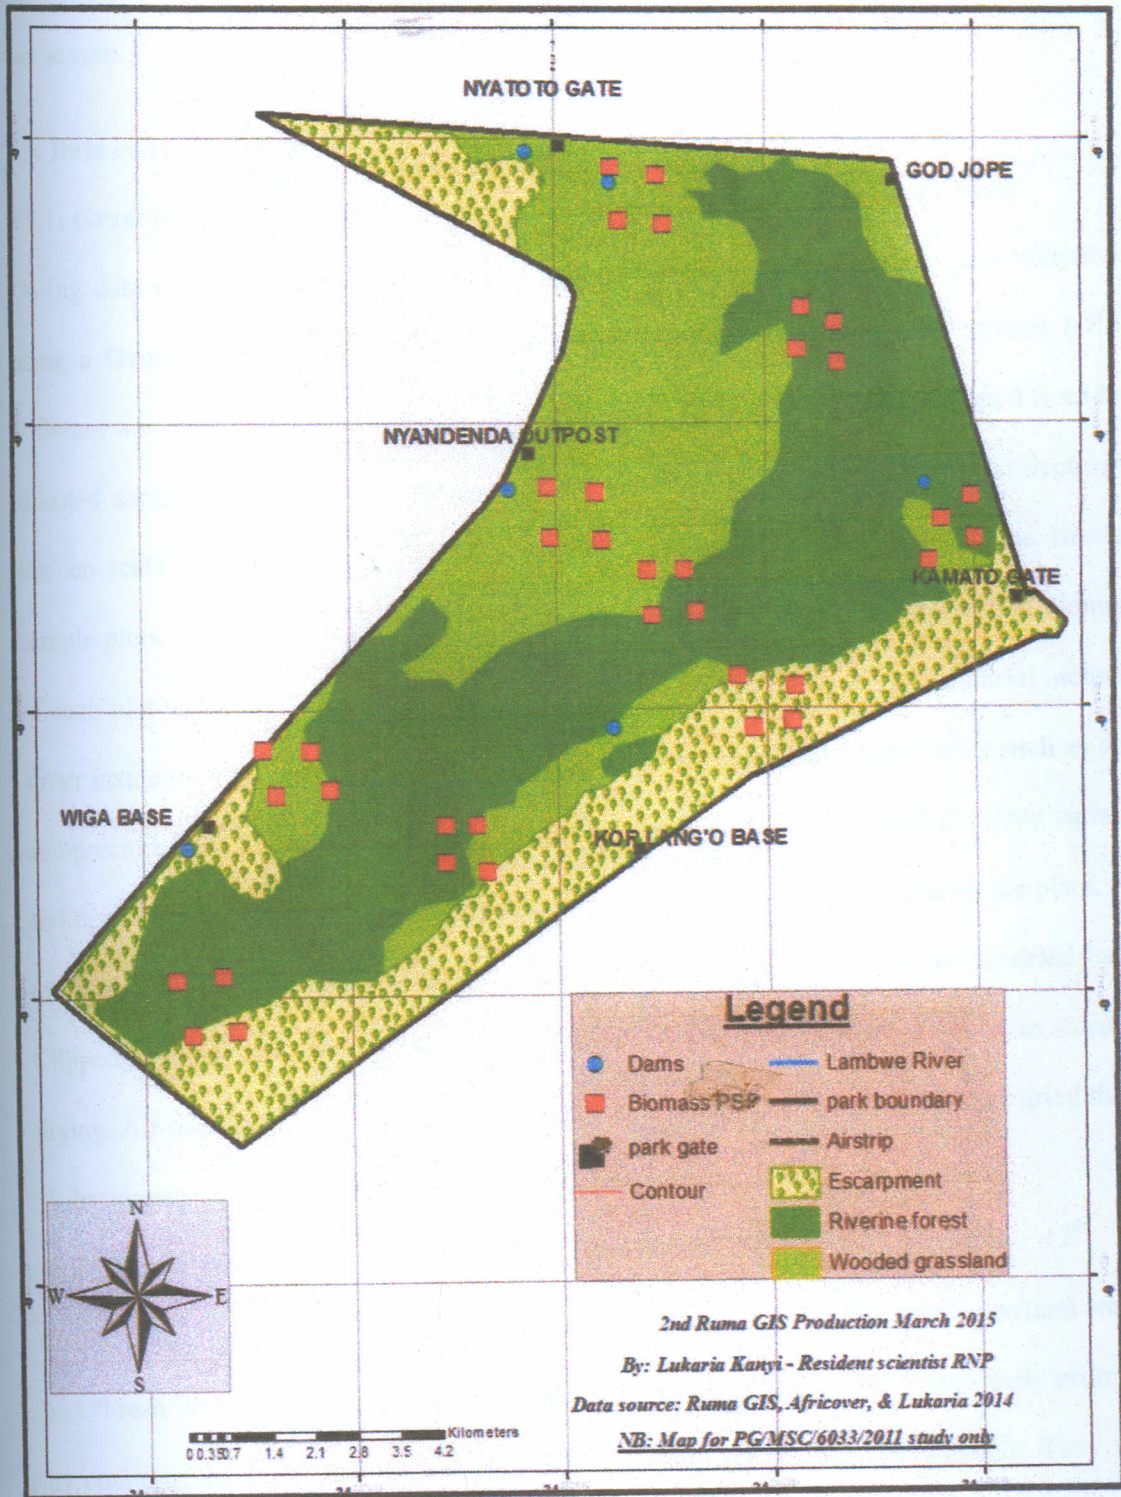 NYATOTO GATE
GOD JOPE
NYANDENDA OUTPOST
KAMATO GATE
WIGA BASE
KOR LANG'O BASE
Legend
Dams
Biomass PSP
park gate
Contour
Lambwe River
park boundary
Airstrip
Escarpment
Riverine forest
Wooded grassland
N
W E
S
2nd Ruma GIS Production March 2015
By: Lukaria Kanyi - Resident scientist RNP
Data source: Ruma GIS, Africover, & Lukaria 2014
NB: Map for PG/MSC/6033/2011 study only
Kilometers
0 0.35 0.7 1.4 2.1 2.8 3.5 4.2